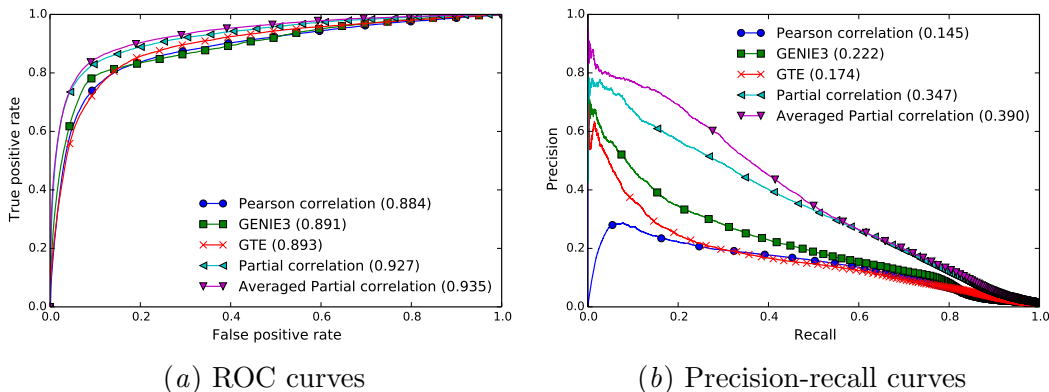 True positive rate
1.0
0.8
0.6
0.4
0.2
0.0
0.0 0.2 0.4 0.6 0.8 1.0
False positive rate
Pearson correlation (0.884)
GENIE3 (0.891)
GTE (0.893)
Partial correlation (0.927)
Averaged Partial correlation (0.935)
(a) ROC curves
Precision
1.0
0.8
0.6
0.4
0.2
0.0
0.0 0.2 0.4 0.6 0.8 1.0
Recall
Pearson correlation (0.145)
GENIE3 (0.222)
GTE (0.174)
Partial correlation (0.347)
Averaged Partial correlation (0.390)
(b) Precision-recall curves